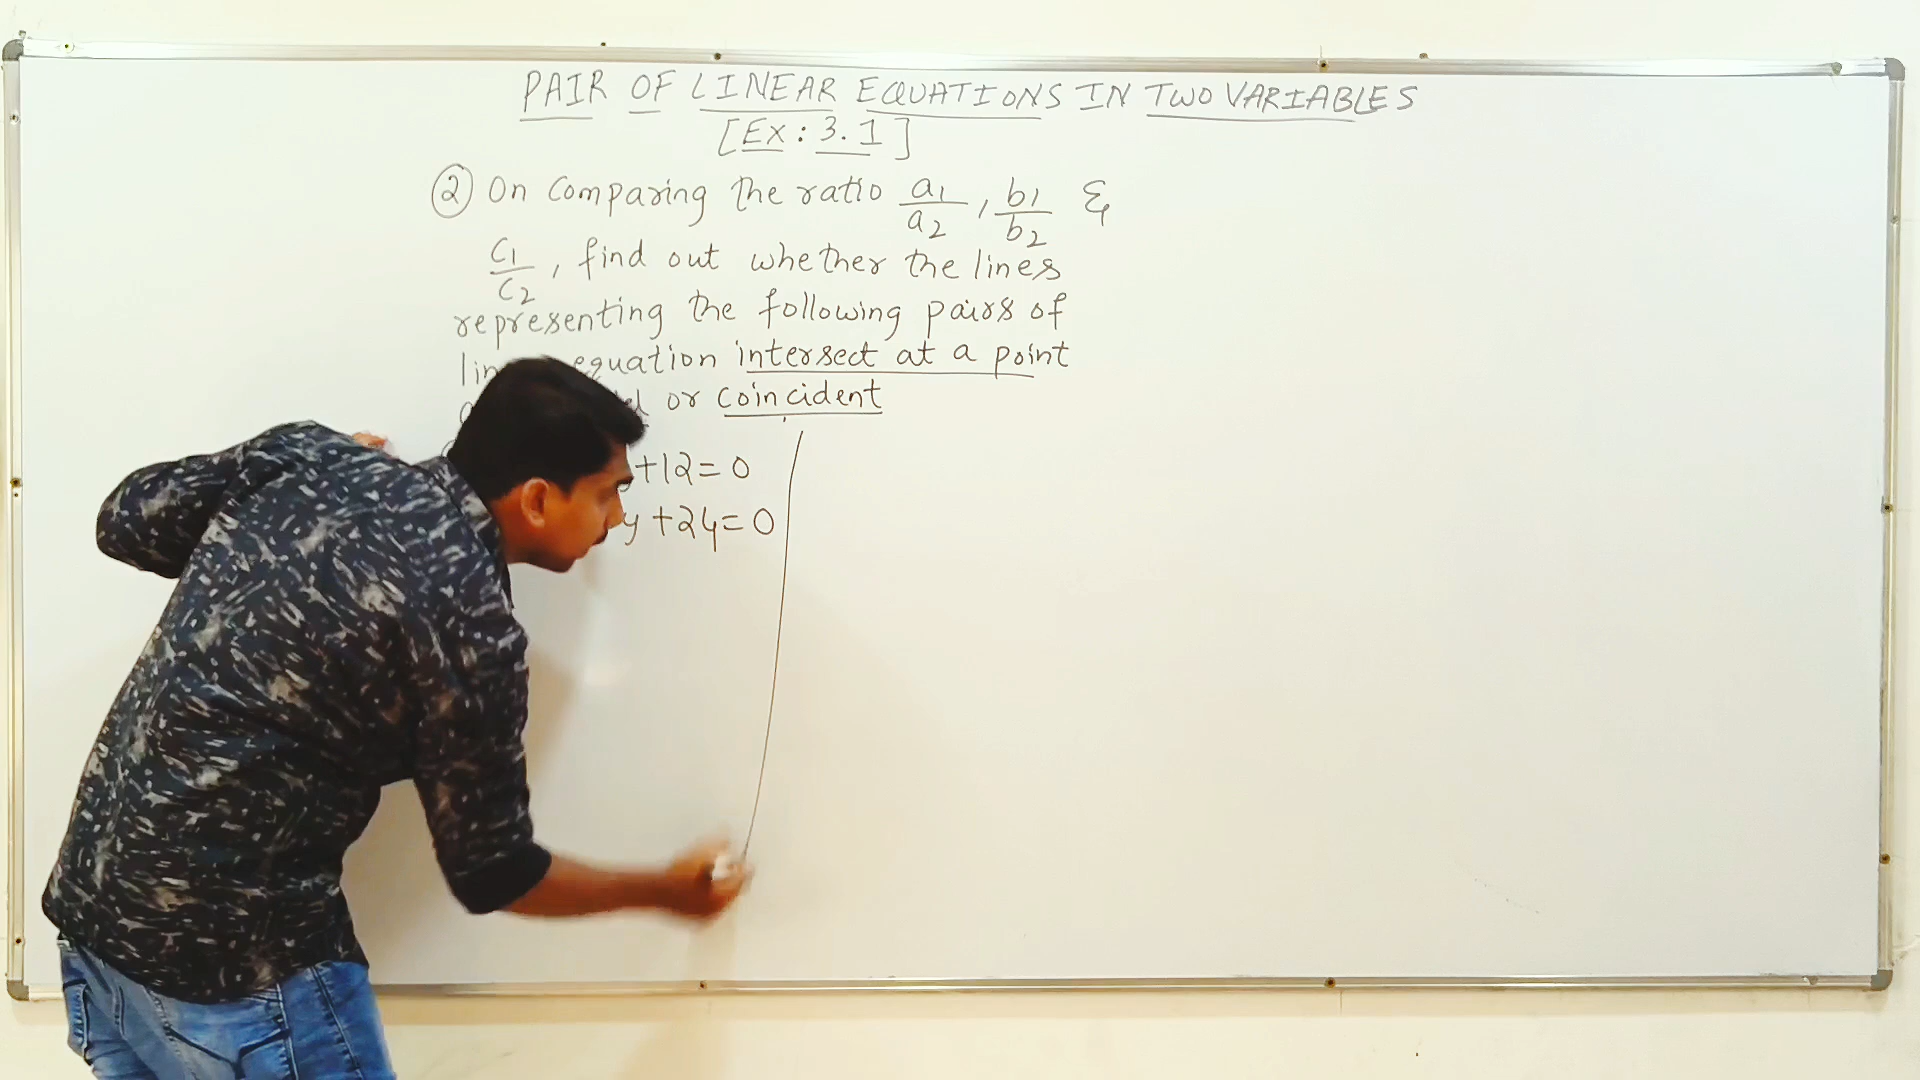 PAIR OF LINEAR EQUATIONS IN TWO VARIABLES
[EX : 3.1]
② On comparing the ratio a1/a2 , b1/b2 &
c1/c2 , find out whether the lines
representing the following pairs of
equation intersect at a point
or coincident
+12=0
y +24=0